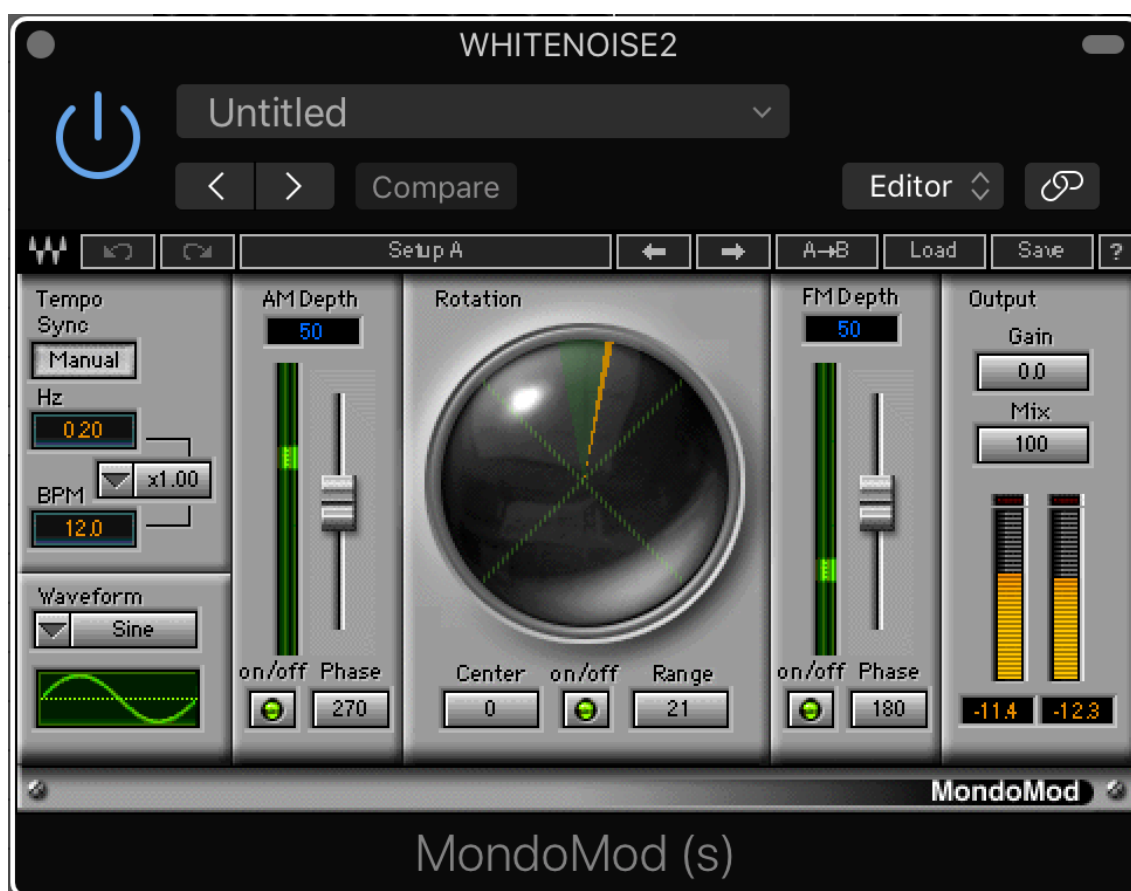 WHITENOISE2
Untitled
Compare
Editor
Setup A
A→B
Load
Save
?
Tempo
Sync
Manual
Hz
0.20
x1.00
BPM
12.0
Waveform
Sine
AM Depth
50
on/off Phase
270
Rotation
Center on/off Range
0
21
FM Depth
50
on/off Phase
180
Output
Gain
0.0
Mix
100
-11.4 -12.3
MondoMod
MondoMod (s)